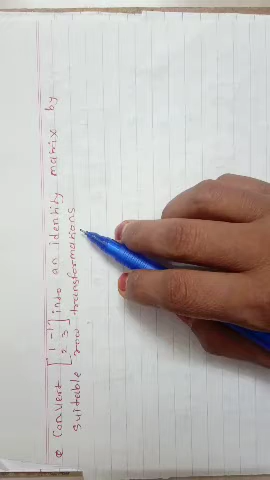 @ Convert [1 -1
2 3] into an identity matrix by
suitable row transformations